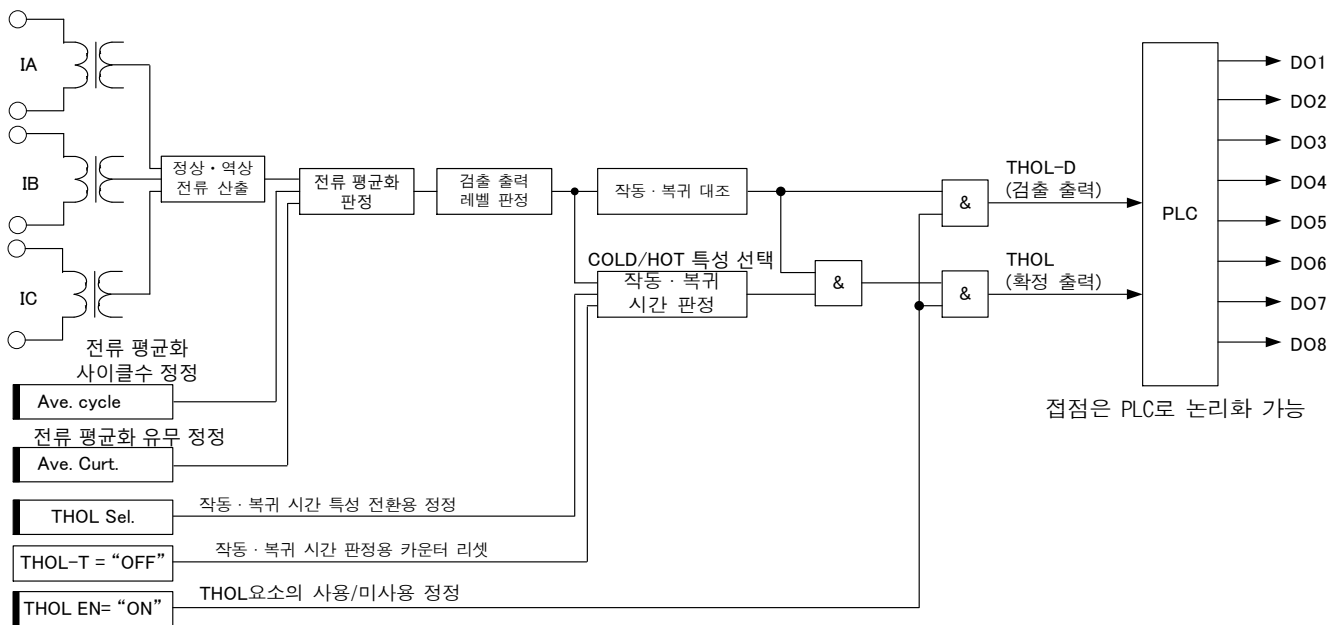 IA
IB
IC
정상·역상
전류 산출
전류 평균화
판정
검출 출력
레벨 판정
작동·복귀 대조
COLD/HOT 특성 선택
작동·복귀
시간 판정
&
&
&
THOL-D
(검출 출력)
THOL
(확정 출력)
PLC
DO1
DO2
DO3
DO4
DO5
DO6
DO7
DO8
접점은 PLC로 논리화 가능
전류 평균화
사이클수 정정
Ave. cycle
전류 평균화 유무 정정
Ave. Curt.
THOL Sel.
작동·복귀 시간 특성 전환용 정정
THOL-T = “OFF”
작동·복귀 시간 판정용 카운터 리셋
THOL EN= “ON”
THOL요소의 사용/미사용 정정